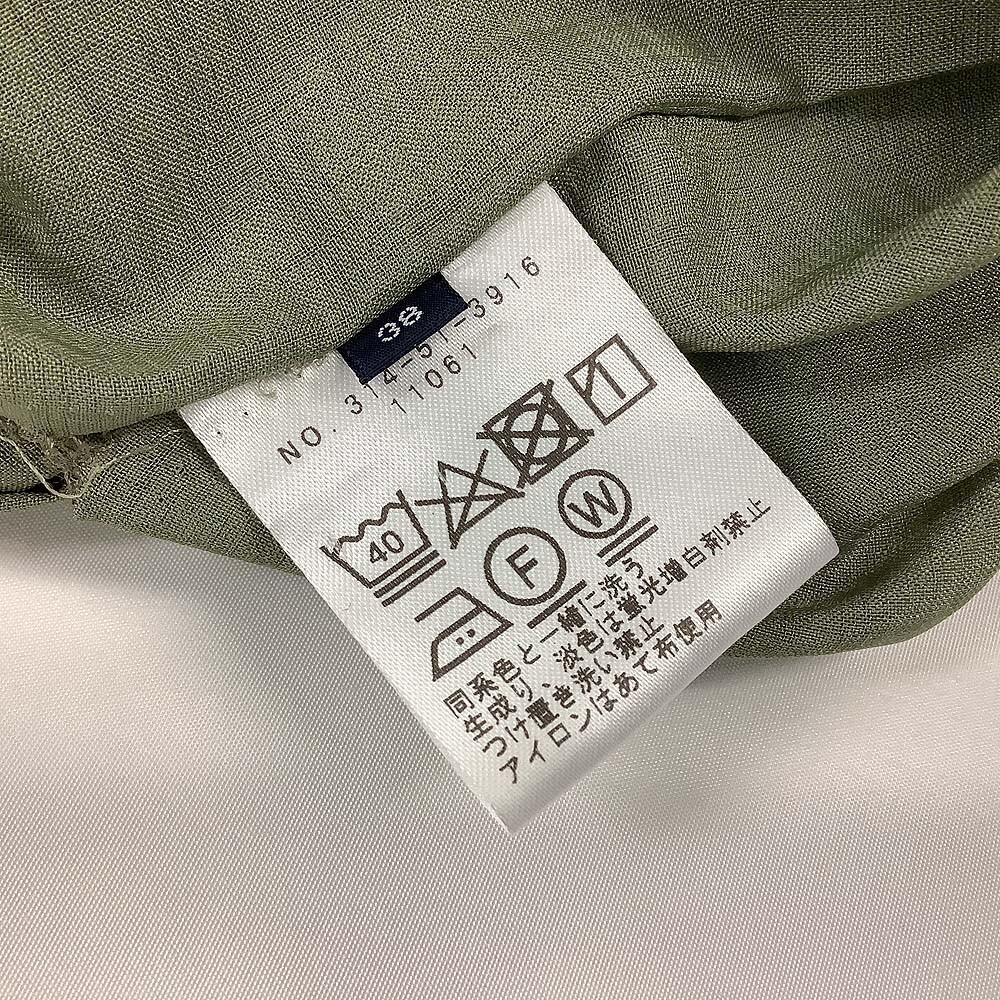 38
NO. 314-51-3916
11061
40
F
W
同系色と一緒に洗う
生成り、淡色は蛍光増白剤禁止
つけ置き洗い禁止
アイロンはあて布使用